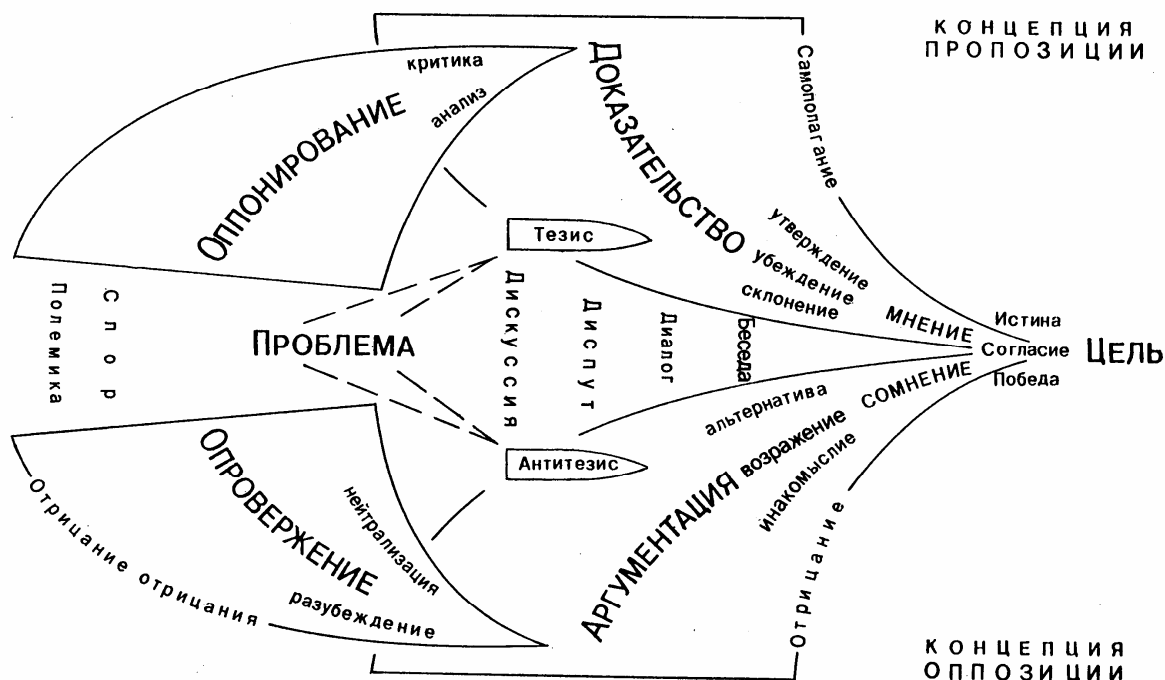 КОНЦЕПЦИЯ
ПРОПОЗИЦИИ
критика
анализ
ОППОНИРОВАНИЕ
ДОКАЗАТЕЛЬСТВО
Самополагание
утверждение
убеждение
склонение
МНЕНИЕ
Тезис
Полемика
Спор
ПРОБЛЕМА
Дискуссия
Диспут
Диалог
Беседа
Истина
Согласие
Победа
ЦЕЛЬ
СОМНЕНИЕ
альтернатива
возражение
инакомыслие
АРГУМЕНТАЦИЯ
Антитезис
Отрицание
ОПРОВЕРЖЕНИЕ
нейтрализация
разубеждение
Отрицание отрицания
КОНЦЕПЦИЯ
ОППОЗИЦИИ